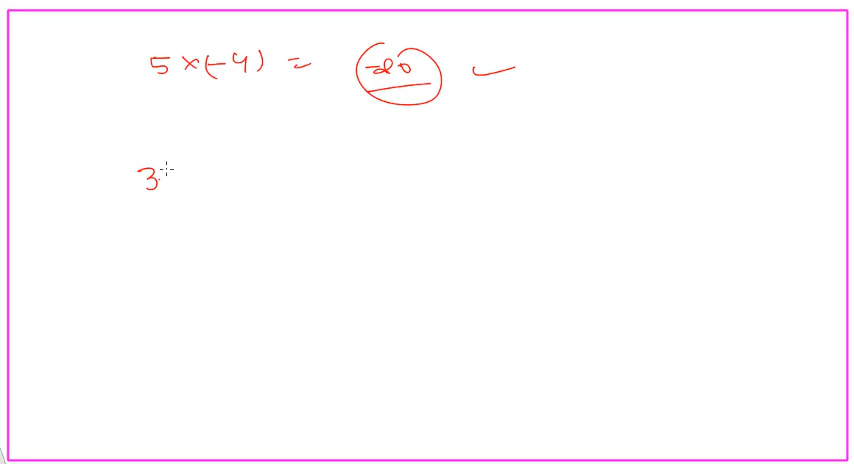 5 × (-4) = -20 ✓
3